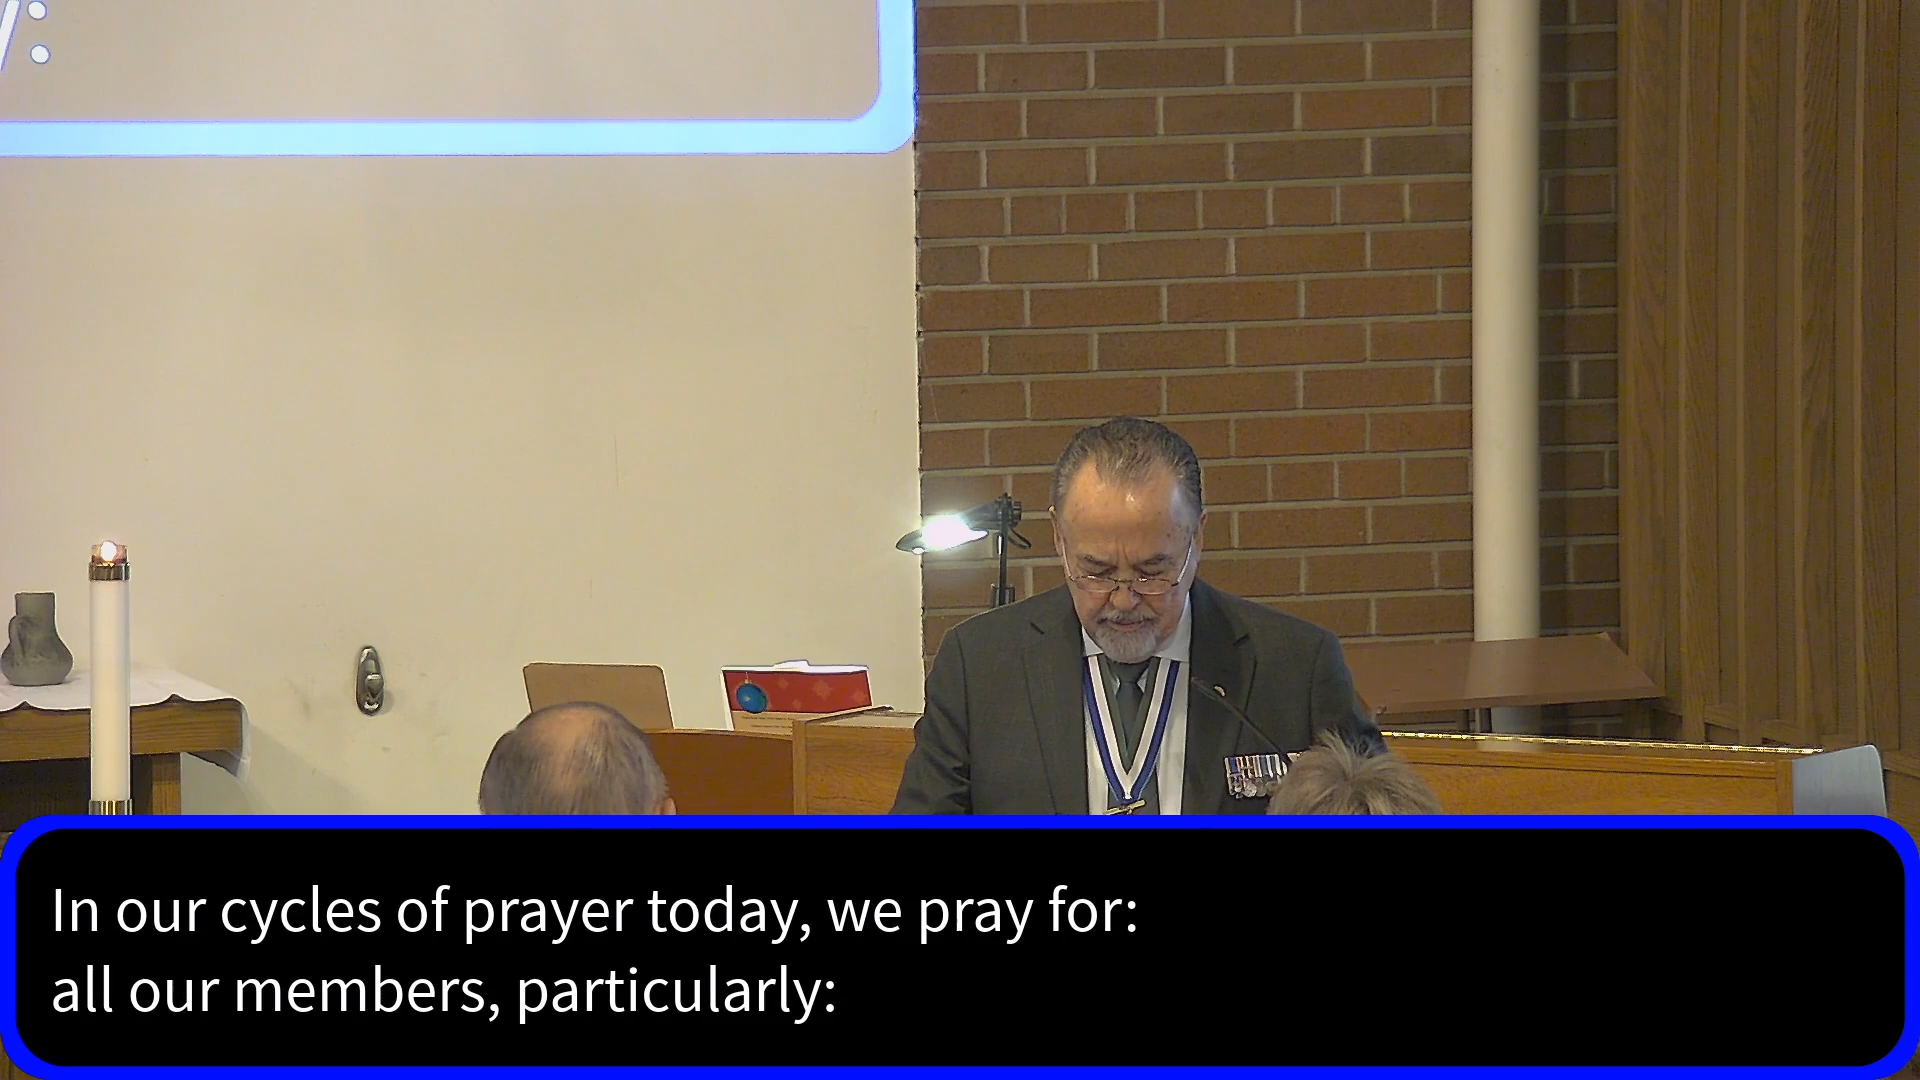 In our cycles of prayer today, we pray for:
all our members, particularly: